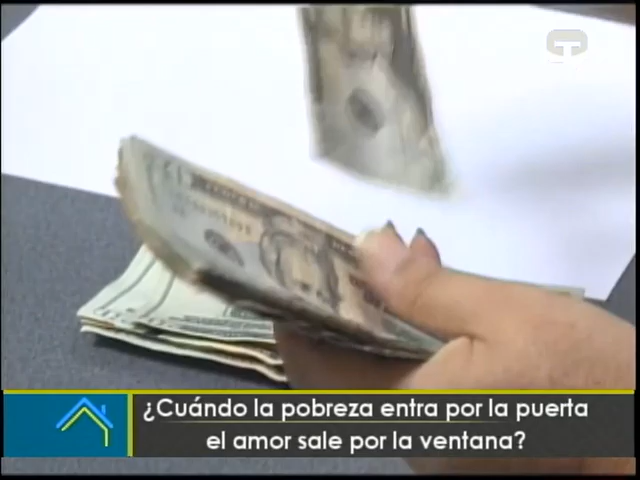 ¿Cuándo la pobreza entra por la puerta
el amor sale por la ventana?